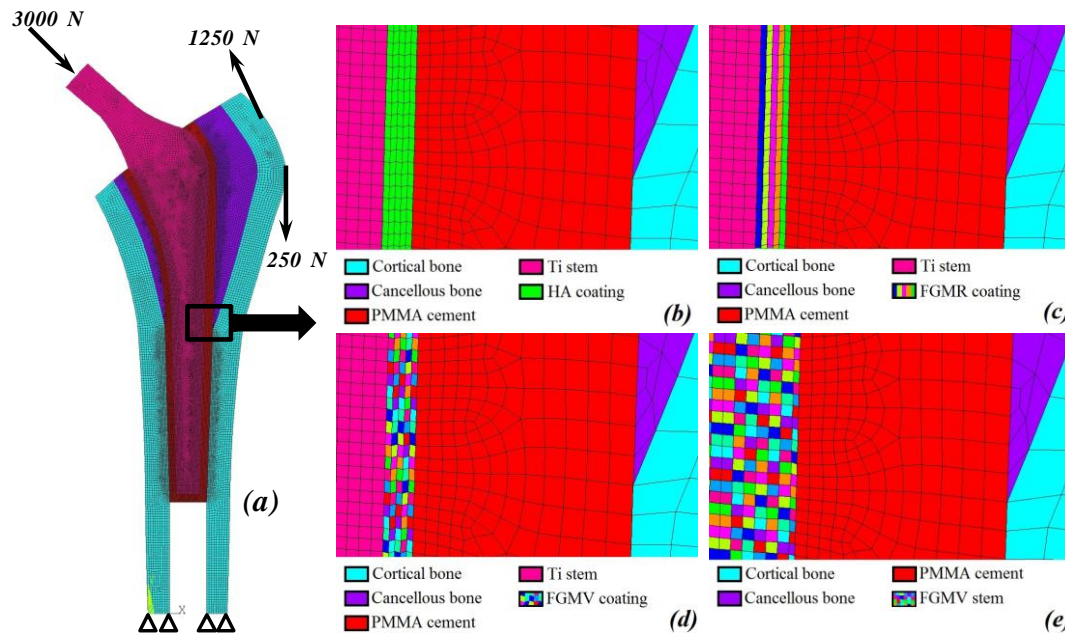 3000 N
1250 N
250 N
(a)
X
Cortical bone
Ti stem
Cancellous bone
HA coating
PMMA cement
(b)
Cortical bone
Ti stem
Cancellous bone
FGMR coating
PMMA cement
(c)
Cortical bone
Ti stem
Cancellous bone
FGMV coating
PMMA cement
(d)
Cortical bone
PMMA cement
Cancellous bone
FGMV stem
(e)